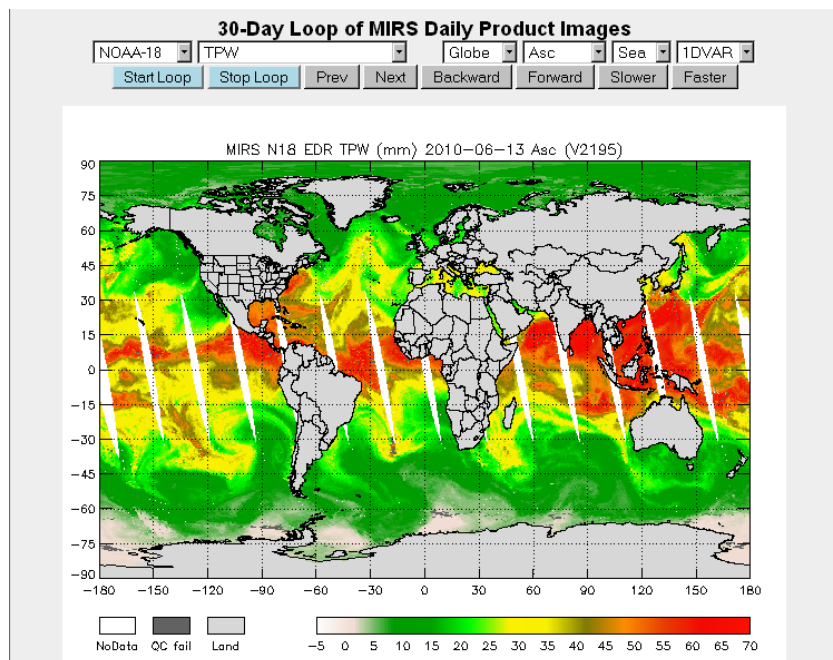 30-Day Loop of MIRS Daily Product Images
NOAA-18 TPW Globe Asc Sea 1DVAR
Start Loop Stop Loop Prev Next Backward Forward Slower Faster
MIRS N18 EDR TPW (mm) 2010-06-13 Asc (V2195)
90
75
60
45
30
15
0
-15
-30
-45
-60
-75
-90
-180 -150 -120 -90 -60 -30 0 30 60 90 120 150 180
NoData QC fail Land
-5 0 5 10 15 20 25 30 35 40 45 50 55 60 65 70